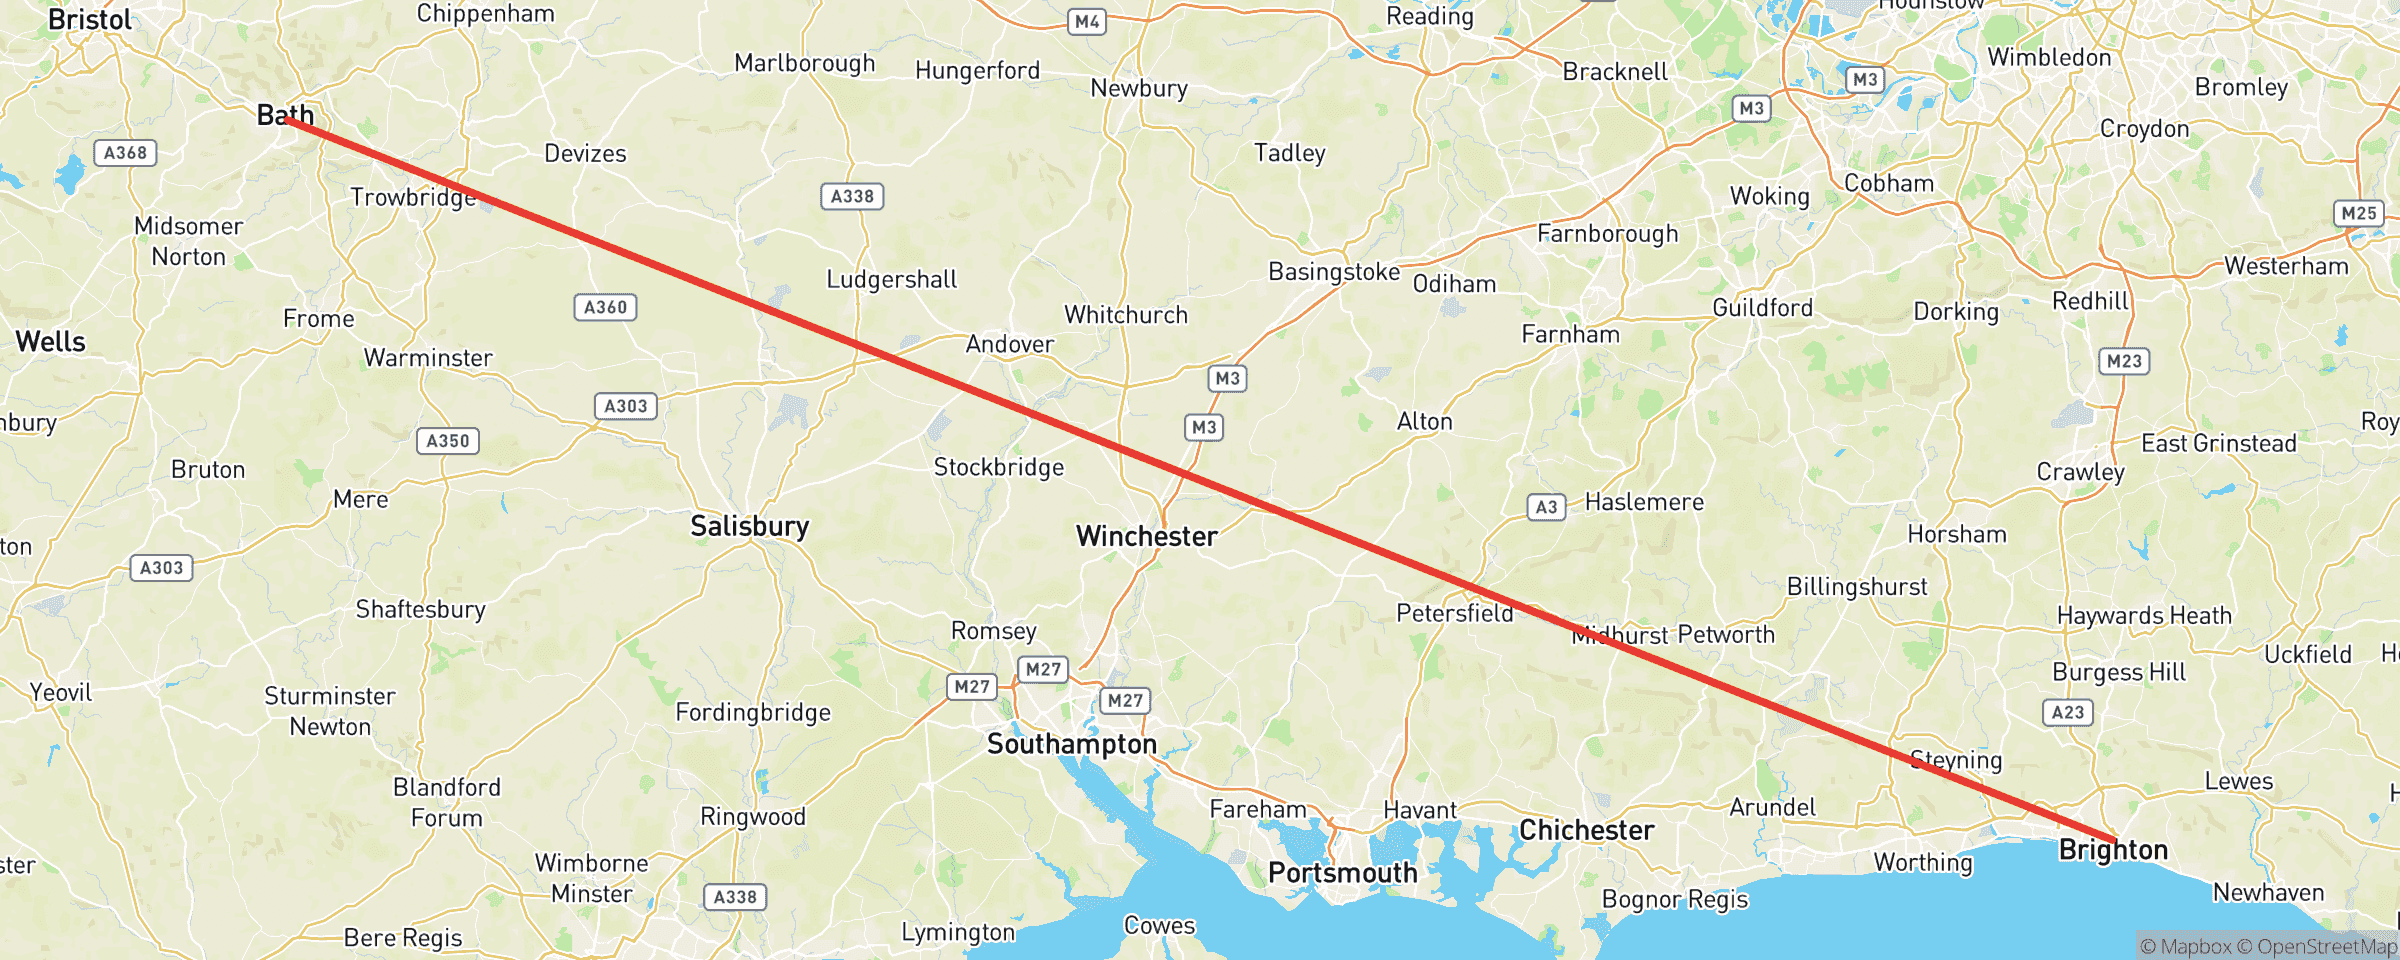 Bristol
Chippenham
M4
Reading
Hounslow
Marlborough
Hungerford
Newbury
Bracknell
M3
Wimbledon
Bromley
Bath
M3
Croydon
A368
Devizes
Tadley
Trowbridge
A338
Woking
Cobham
M25
Midsomer
Norton
Farnborough
Ludgershall
Basingstoke
Odiham
Westerham
Frome
A360
Whitchurch
Guildford
Dorking
Redhill
Wells
Warminster
Andover
Farnham
M3
M23
A303
M3
Alton
nbury
A350
East Grinstead
Roy
Bruton
Stockbridge
Crawley
Mere
A3
Haslemere
Salisbury
Winchester
Horsham
ton
A303
Billingshurst
Shaftesbury
Petersfield
Haywards Heath
Romsey
Midhurst
Petworth
Uckfield
H
Yeovil
Sturminster
Newton
M27
M27
M27
Burgess Hill
Fordingbridge
A23
Southampton
Steyning
Blandford
Forum
Ringwood
Fareham
Havant
Arundel
Lewes
Chichester
ster
Wimborne
Minster
Portsmouth
Worthing
Brighton
A338
Bognor Regis
Newhaven
Bere Regis
Lymington
Cowes
© Mapbox © OpenStreetMap